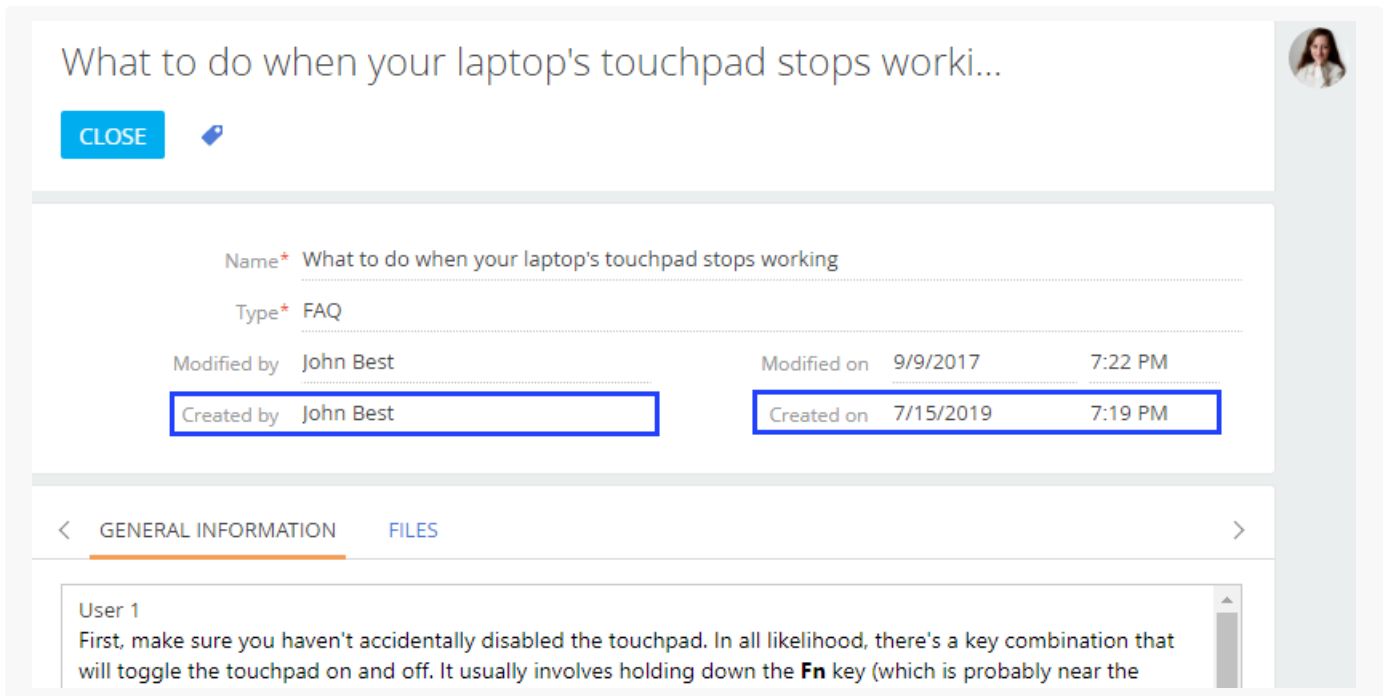 What to do when your laptop's touchpad stops worki...
CLOSE
Name* What to do when your laptop's touchpad stops working
Type* FAQ
Modified by John Best Modified on 9/9/2017 7:22 PM
Created by John Best Created on 7/15/2019 7:19 PM
GENERAL INFORMATION FILES
User 1
First, make sure you haven't accidentally disabled the touchpad. In all likelihood, there's a key combination that
will toggle the touchpad on and off. It usually involves holding down the Fn key (which is probably near the